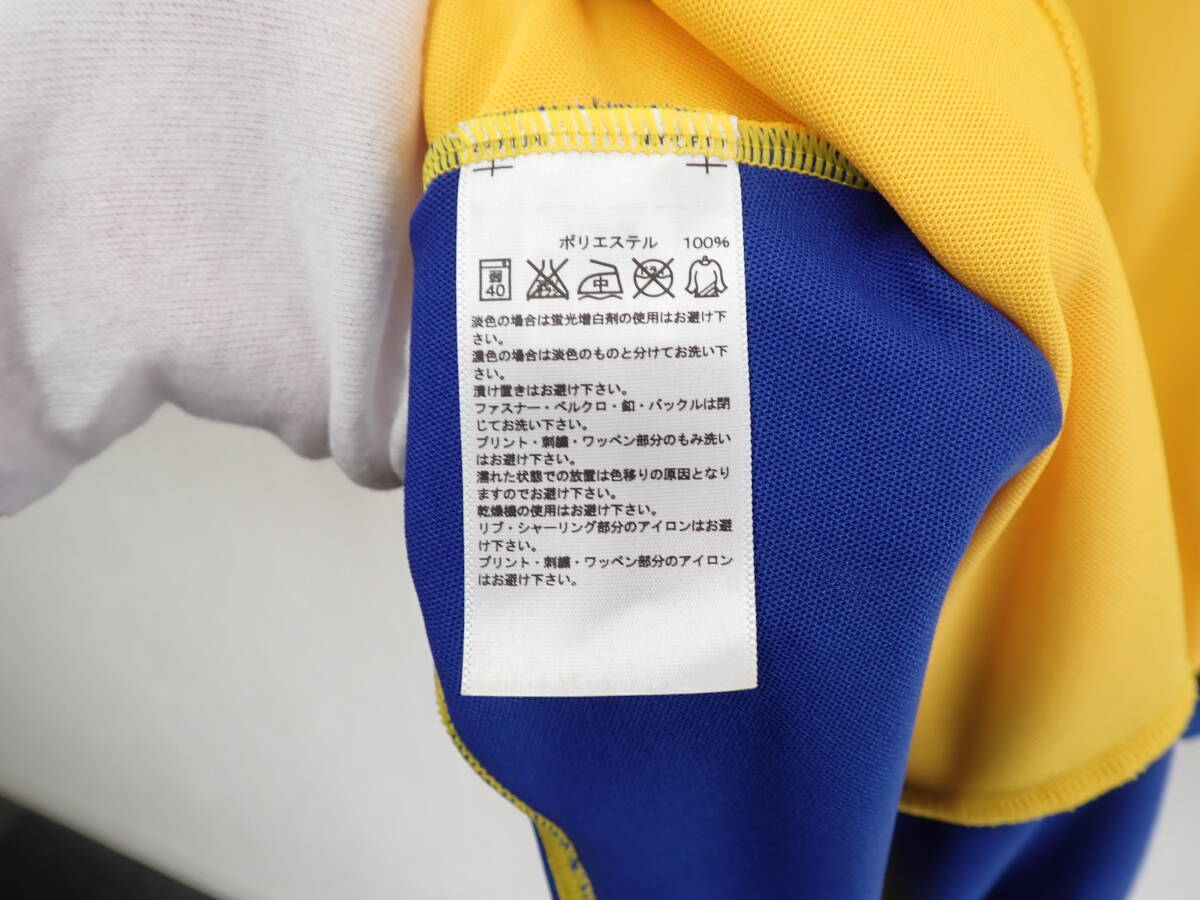 ポリエステル 100%
弱
40
中
淡色の場合は蛍光増白剤の使用はお避け下
さい。
濃色の場合は淡色のものと分けてお洗い下
さい。
漬け置きはお避け下さい。
ファスナー・ベルクロ・釦・バックルは閉
じてお洗い下さい。
プリント・刺繍・ワッペン部分のもみ洗い
はお避け下さい。
濡れた状態での放置は色移りの原因となり
ますのでお避け下さい。
乾燥機の使用はお避け下さい。
リブ・シャーリング部分のアイロンはお避
け下さい。
プリント・刺繍・ワッペン部分のアイロン
はお避け下さい。